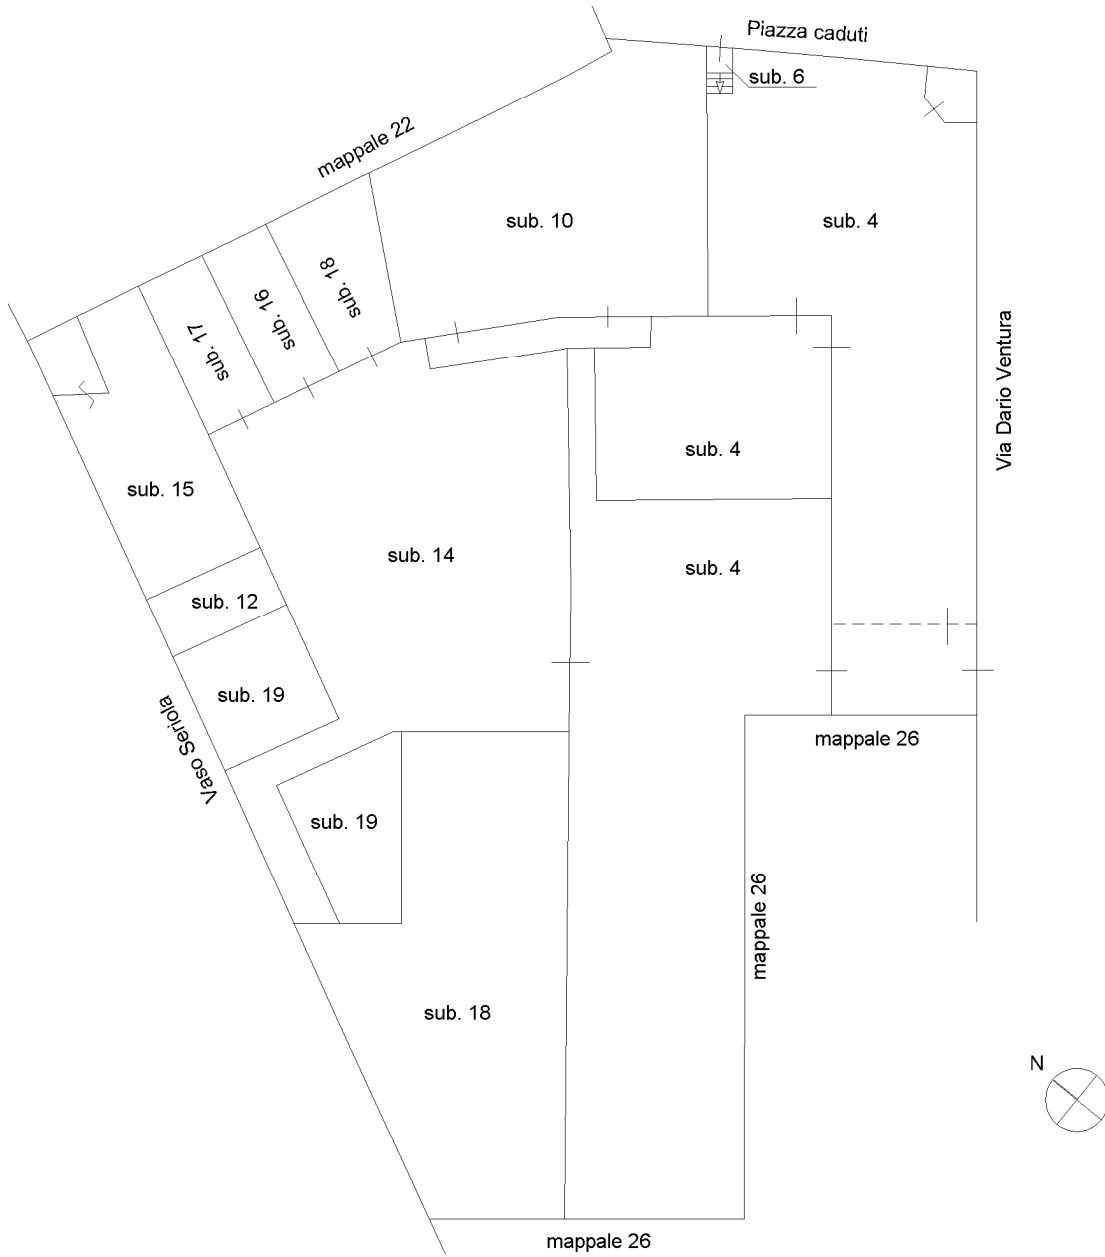 Piazza caduti
sub. 6
mappale 22
sub. 10
sub. 4
sub. 18
sub. 16
sub. 17
Via Dario Ventura
sub. 4
sub. 15
sub. 14
sub. 4
sub. 12
sub. 19
Vaso Seriola
mappale 26
sub. 19
mappale 26
sub. 18
N
mappale 26